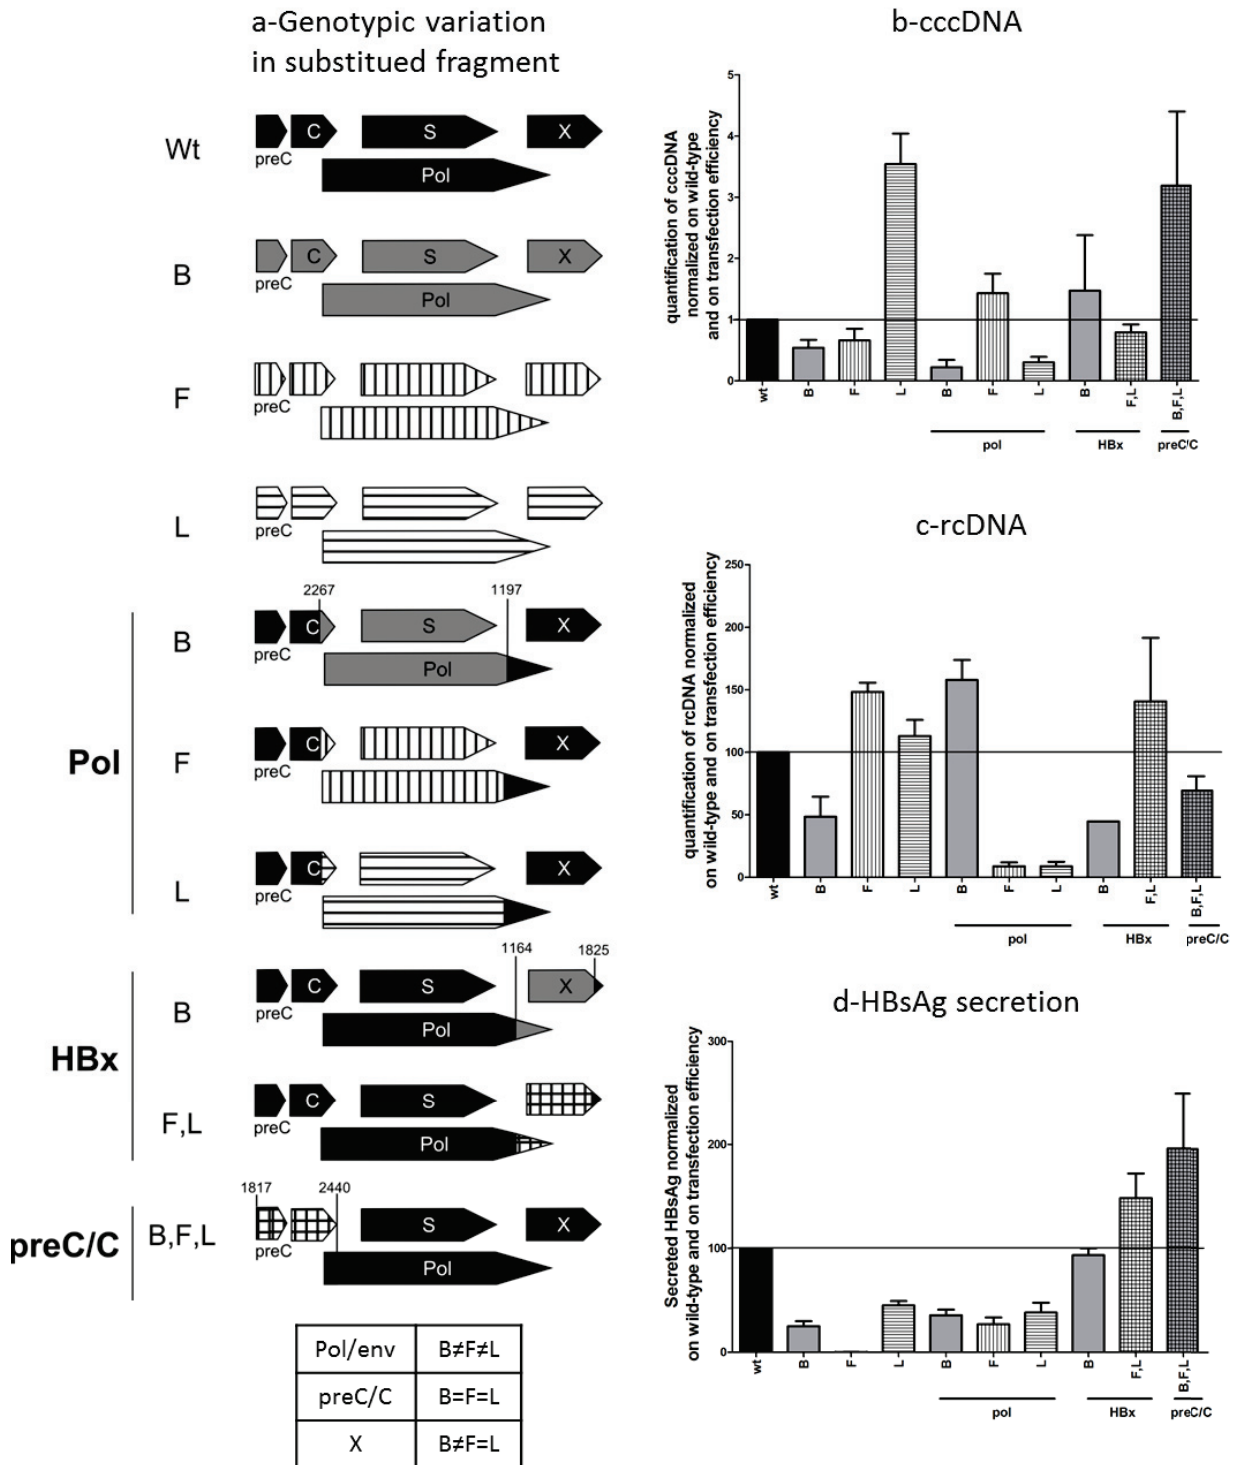 a-Genotypic variation
in substitued fragment
Wt
C
S
X
preC
Pol
B
C
S
X
preC
Pol
F
preC
L
preC
2267
1197
Pol
B
C
S
X
preC
Pol
F
C
X
preC
L
C
X
preC
1164
1825
HBx
B
C
S
X
preC
Pol
F,L
C
S
preC
Pol
1817
2440
preC/C
B,F,L
S
X
preC
Pol
Pol/env B≠F≠L
preC/C B=F=L
X B≠F=L
b-cccDNA
quantification of cccDNA
normalized on wild-type
and on transfection efficiency
5
4
3
2
1
0
wt
B
F
L
B
F
L
B
F,L
B,F,L
pol
HBx
preC/C
c-rcDNA
quantification of rcDNA normalized
on wild-type and on transfection efficiency
250
200
150
100
50
0
wt
B
F
L
B
F
L
B
F,L
B,F,L
pol
HBx
preC/C
d-HBsAg secretion
Secreted HBsAg normalized
on wild-type and on transfection efficiency
300
200
100
0
wt
B
F
L
B
F
L
B
F,L
B,F,L
pol
HBx
preC/C